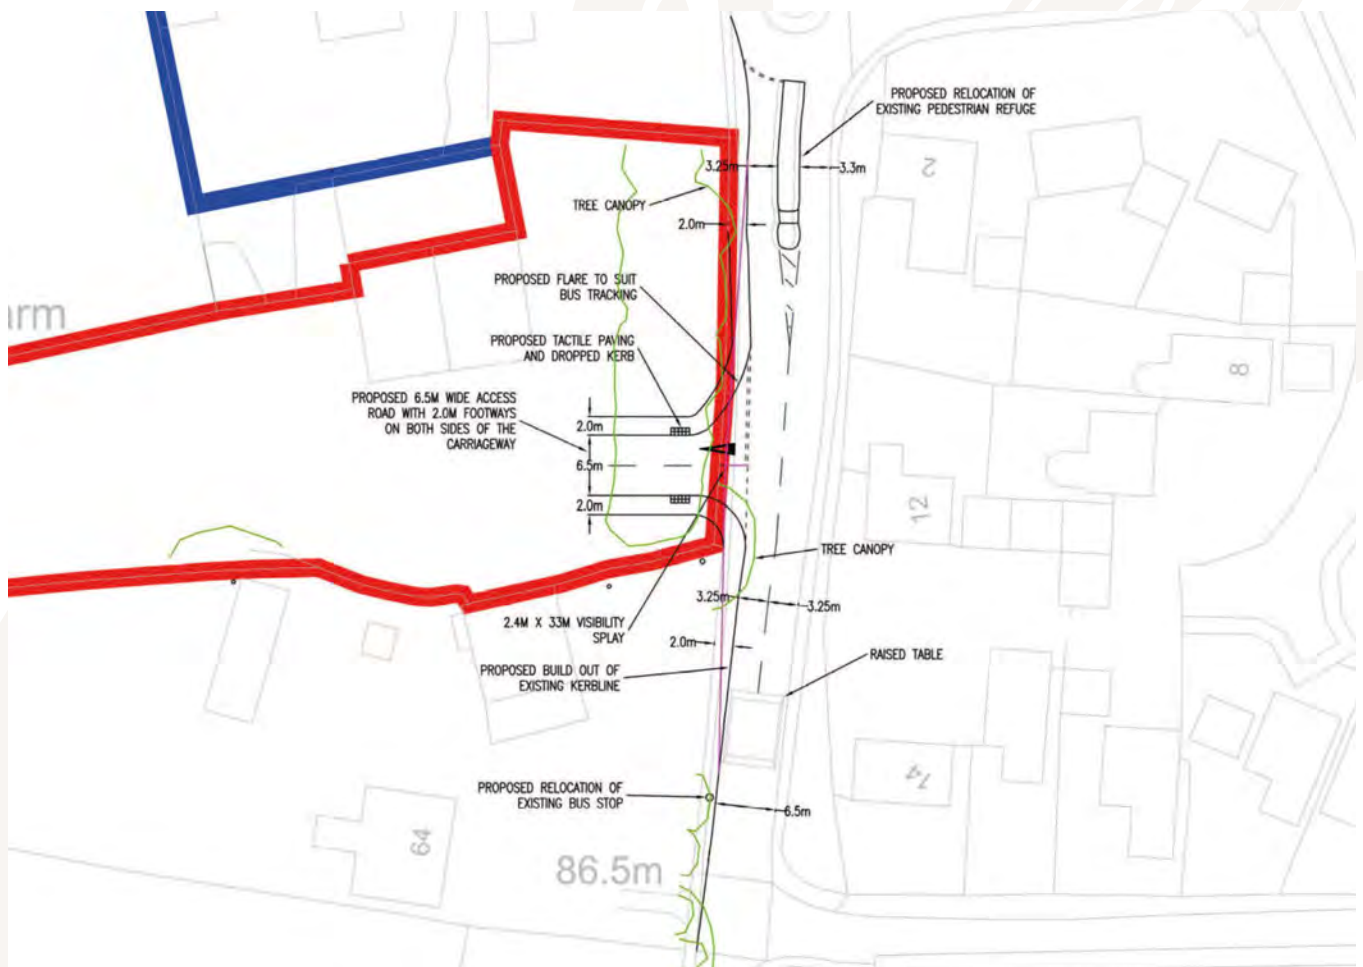 PROPOSED RELOCATION OF
EXISTING PEDESTRIAN REFUGE
3.25m
3.3m
2
TREE CANOPY
2.0m
PROPOSED FLARE TO SUIT
BUS TRACKING
arm
PROPOSED TACTILE PAVING
AND DROPPED KERB
8
PROPOSED 6.5M WIDE ACCESS
ROAD WITH 2.0M FOOTWAYS
ON BOTH SIDES OF THE
CARRIAGEWAY
2.0m
6.5m
2.0m
12
TREE CANOPY
3.25m
3.25m
2.4M X 33M VISIBILITY
SPLAY
2.0m
RAISED TABLE
PROPOSED BUILD OUT OF
EXISTING KERBLINE
74
PROPOSED RELOCATION OF
EXISTING BUS STOP
6.5m
64
86.5m